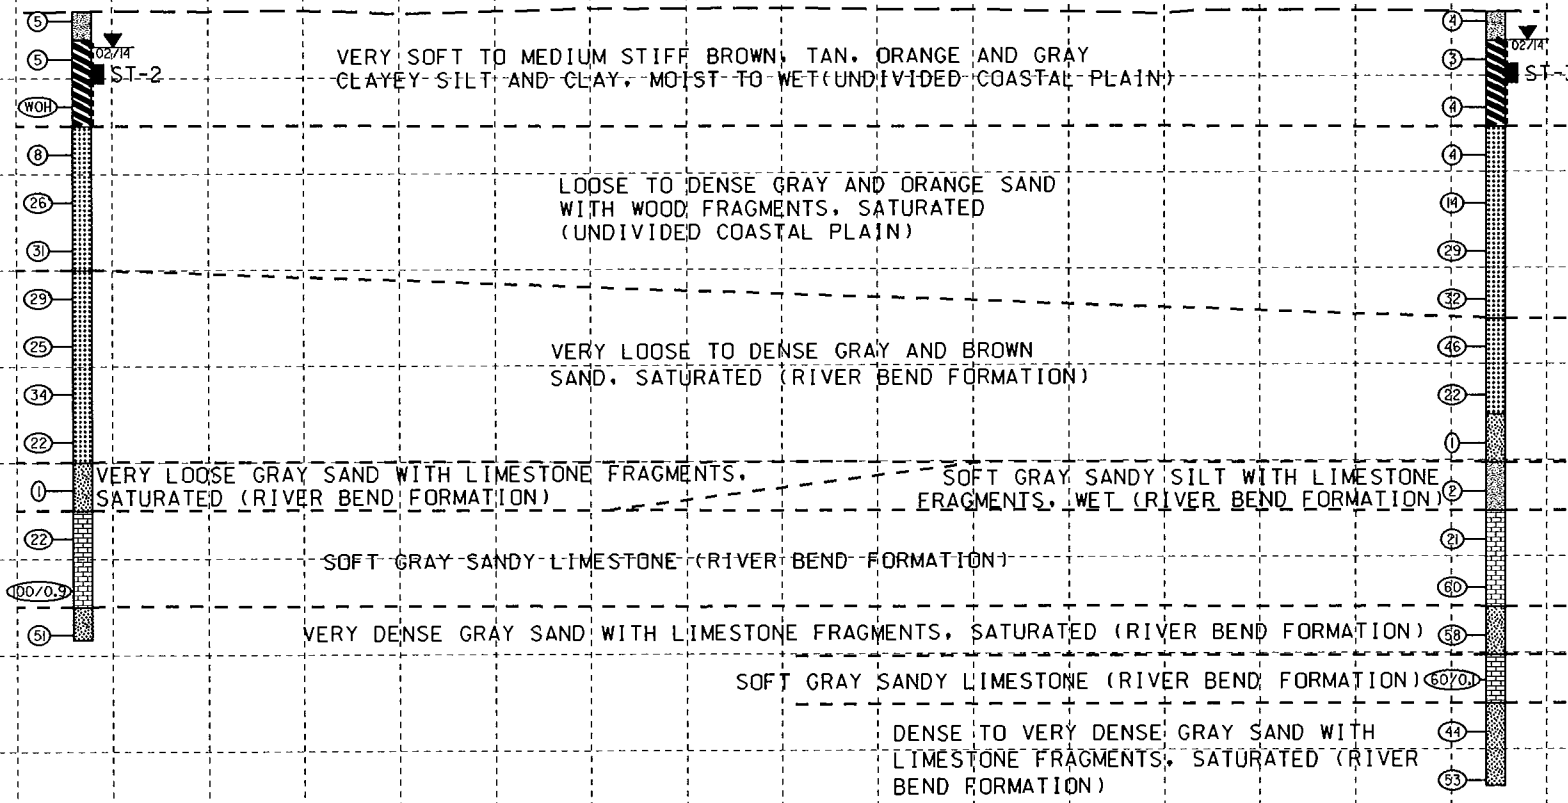 5
4
5
02/14
VERY SOFT TO MEDIUM STIFF BROWN, TAN, ORANGE AND GRAY
3
02/14
ST-2
CLAYEY SILT AND CLAY, MOIST TO WET(UNDIVIDED COASTAL PLAIN)
WOH
4
8
4
LOOSE TO DENSE GRAY AND ORANGE SAND
26
WITH WOOD FRAGMENTS, SATURATED
14
(UNDIVIDED COASTAL PLAIN)
31
29
29
32
25
VERY LOOSE TO DENSE GRAY AND BROWN
46
SAND, SATURATED (RIVER BEND FORMATION)
34
22
22
1
VERY LOOSE GRAY SAND WITH LIMESTONE FRAGMENTS,
SATURATED (RIVER BEND FORMATION)
1
SOFT GRAY SANDY SILT WITH LIMESTONE
FRAGMENTS, WET (RIVER BEND FORMATION)
2
22
21
SOFT GRAY SANDY LIMESTONE (RIVER BEND FORMATION)
100/0.9
60
51
VERY DENSE GRAY SAND WITH LIMESTONE FRAGMENTS, SATURATED (RIVER BEND FORMATION)
58
SOFT GRAY SANDY LIMESTONE (RIVER BEND FORMATION)
60/0.1
DENSE TO VERY DENSE GRAY SAND WITH
44
LIMESTONE FRAGMENTS, SATURATED (RIVER
BEND FORMATION)
53